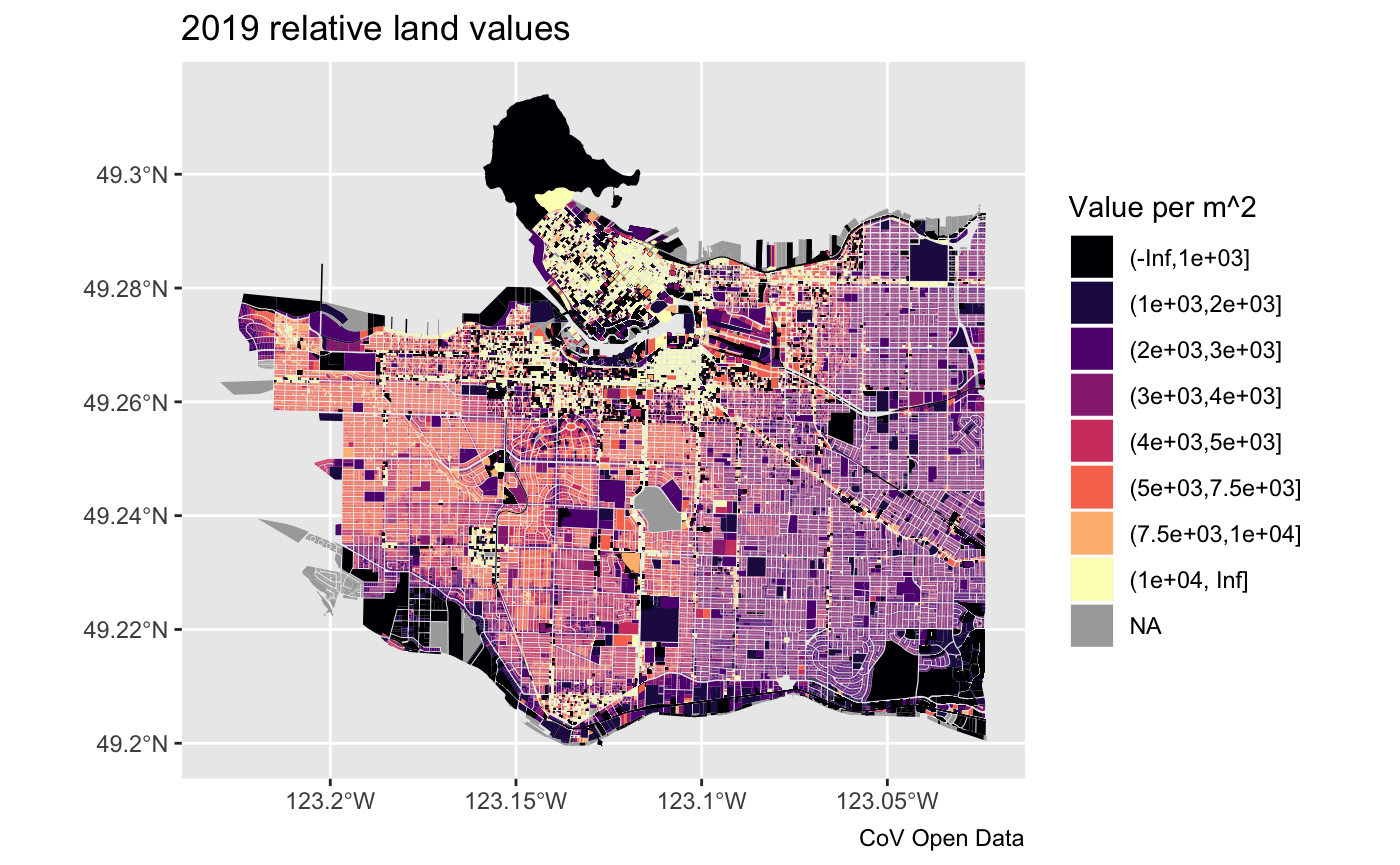 2019 relative land values
49.3°N
49.28°N
49.26°N
49.24°N
49.22°N
49.2°N
123.2°W
123.15°W
123.1°W
123.05°W
CoV Open Data
Value per m^2
(-Inf,1e+03]
(1e+03,2e+03]
(2e+03,3e+03]
(3e+03,4e+03]
(4e+03,5e+03]
(5e+03,7.5e+03]
(7.5e+03,1e+04]
(1e+04, Inf]
NA